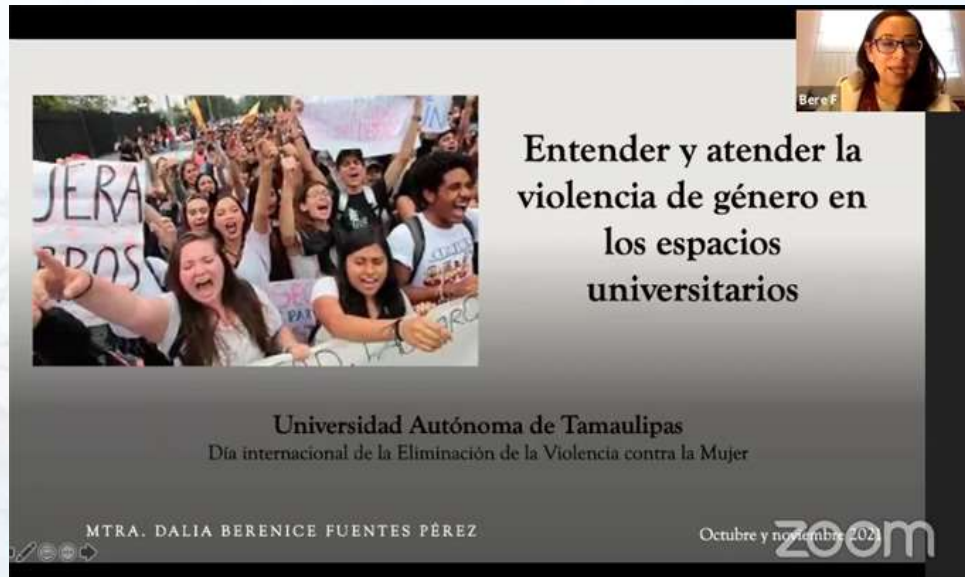 Bere F
Entender y atender la
violencia de género en
los espacios
universitarios
JERA
Universidad Autónoma de Tamaulipas
Día internacional de la Eliminación de la Violencia contra la Mujer
MTRA. DALIA BERENICE FUENTES PÉREZ
Octubre y noviembre 2021
zoom